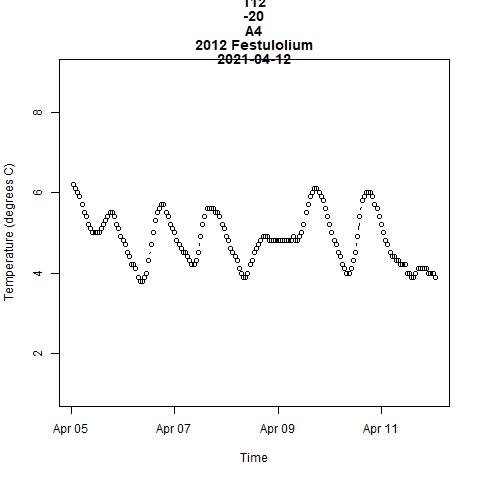 T12
-20
A4
2012 Festulolium
2021-04-12
8
6
4
2
Temperature (degrees C)
Apr 05
Apr 07
Apr 09
Apr 11
Time